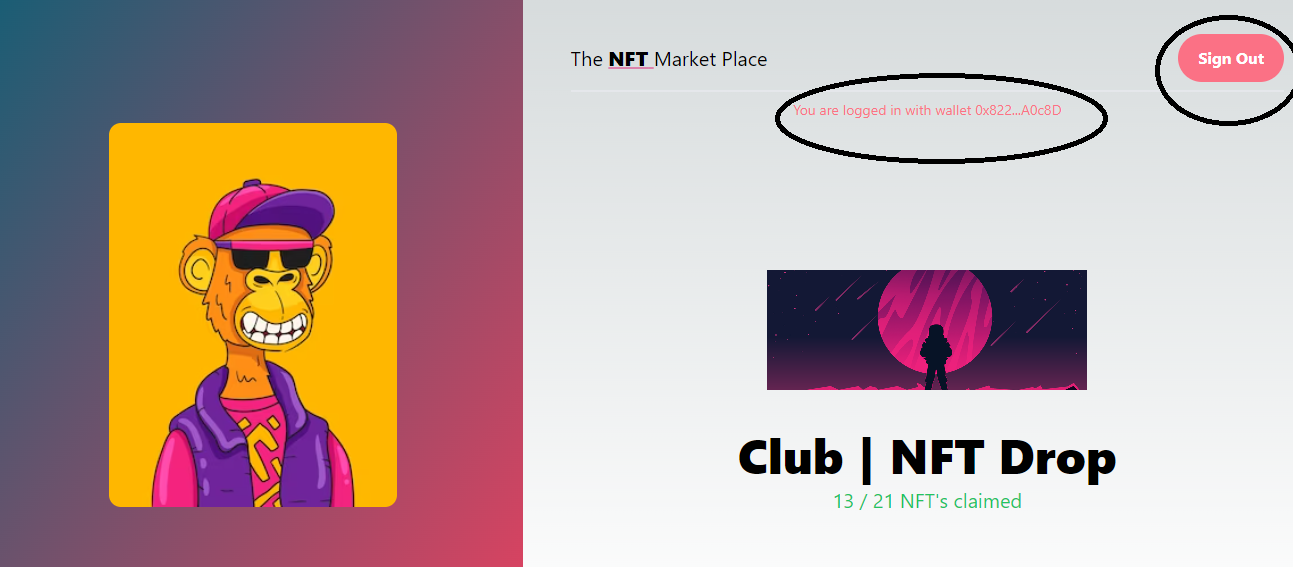 The NFT Market Place
Sign Out
You are logged in with wallet 0x822...A0c8D
Club | NFT Drop
13 / 21 NFT's claimed